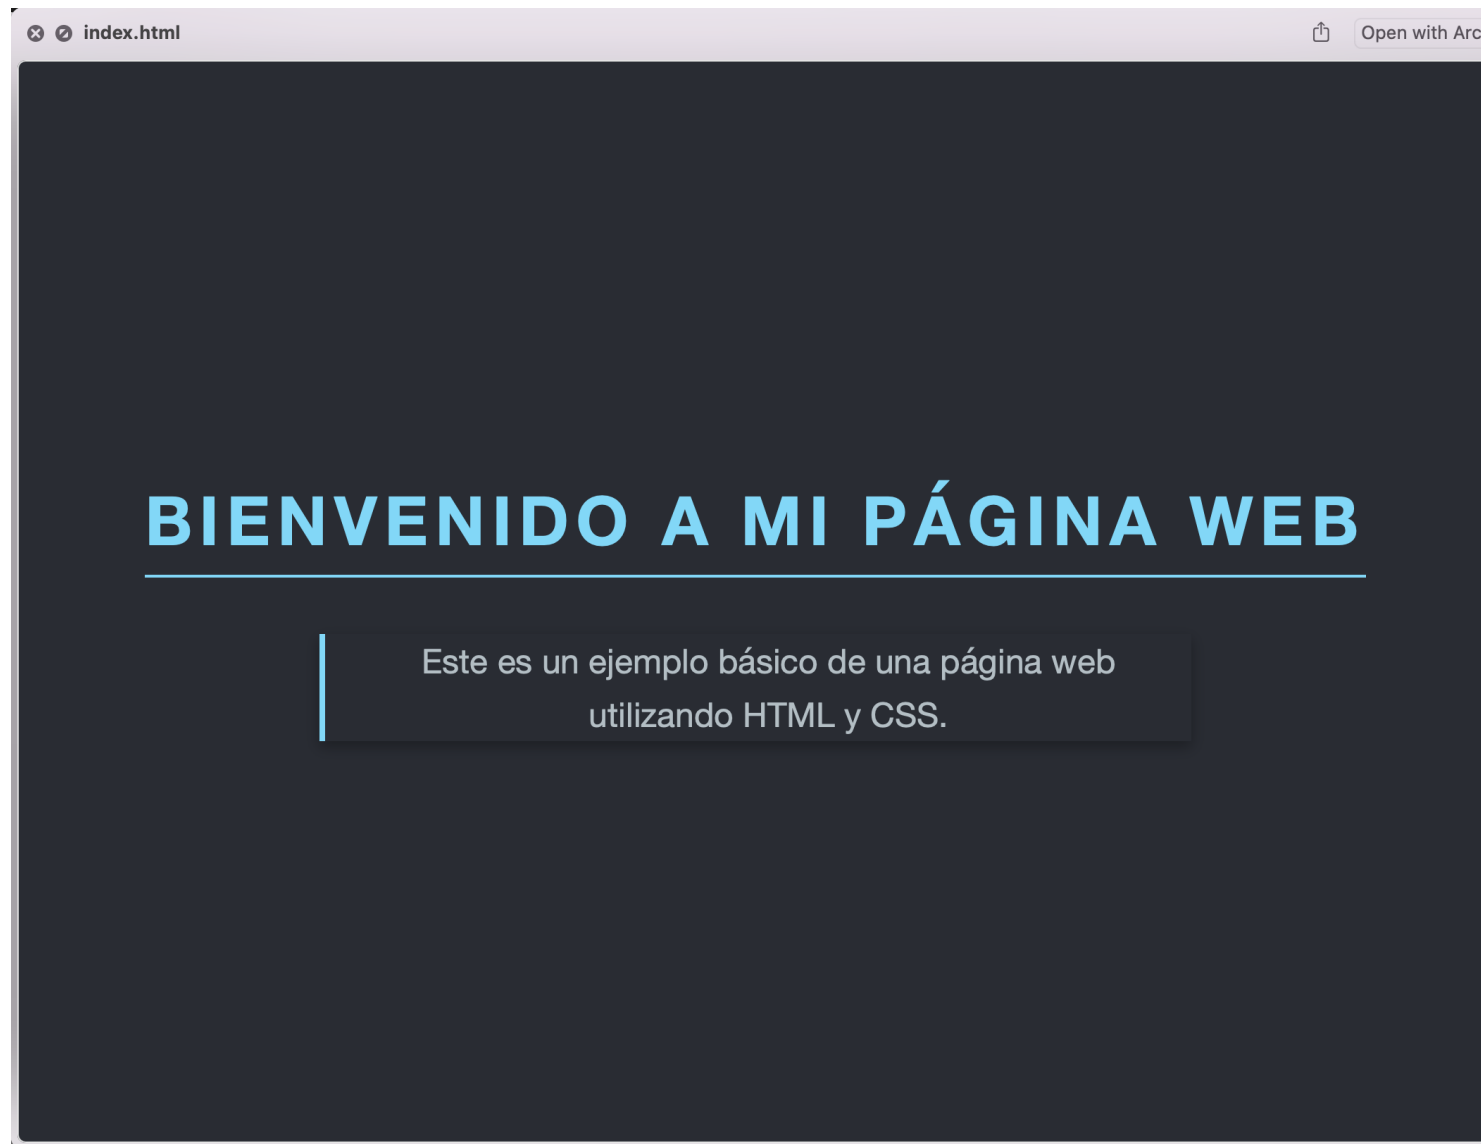 index.html
Open with Arc
BIENVENIDO A MI PÁGINA WEB
Este es un ejemplo básico de una página web
utilizando HTML y CSS.